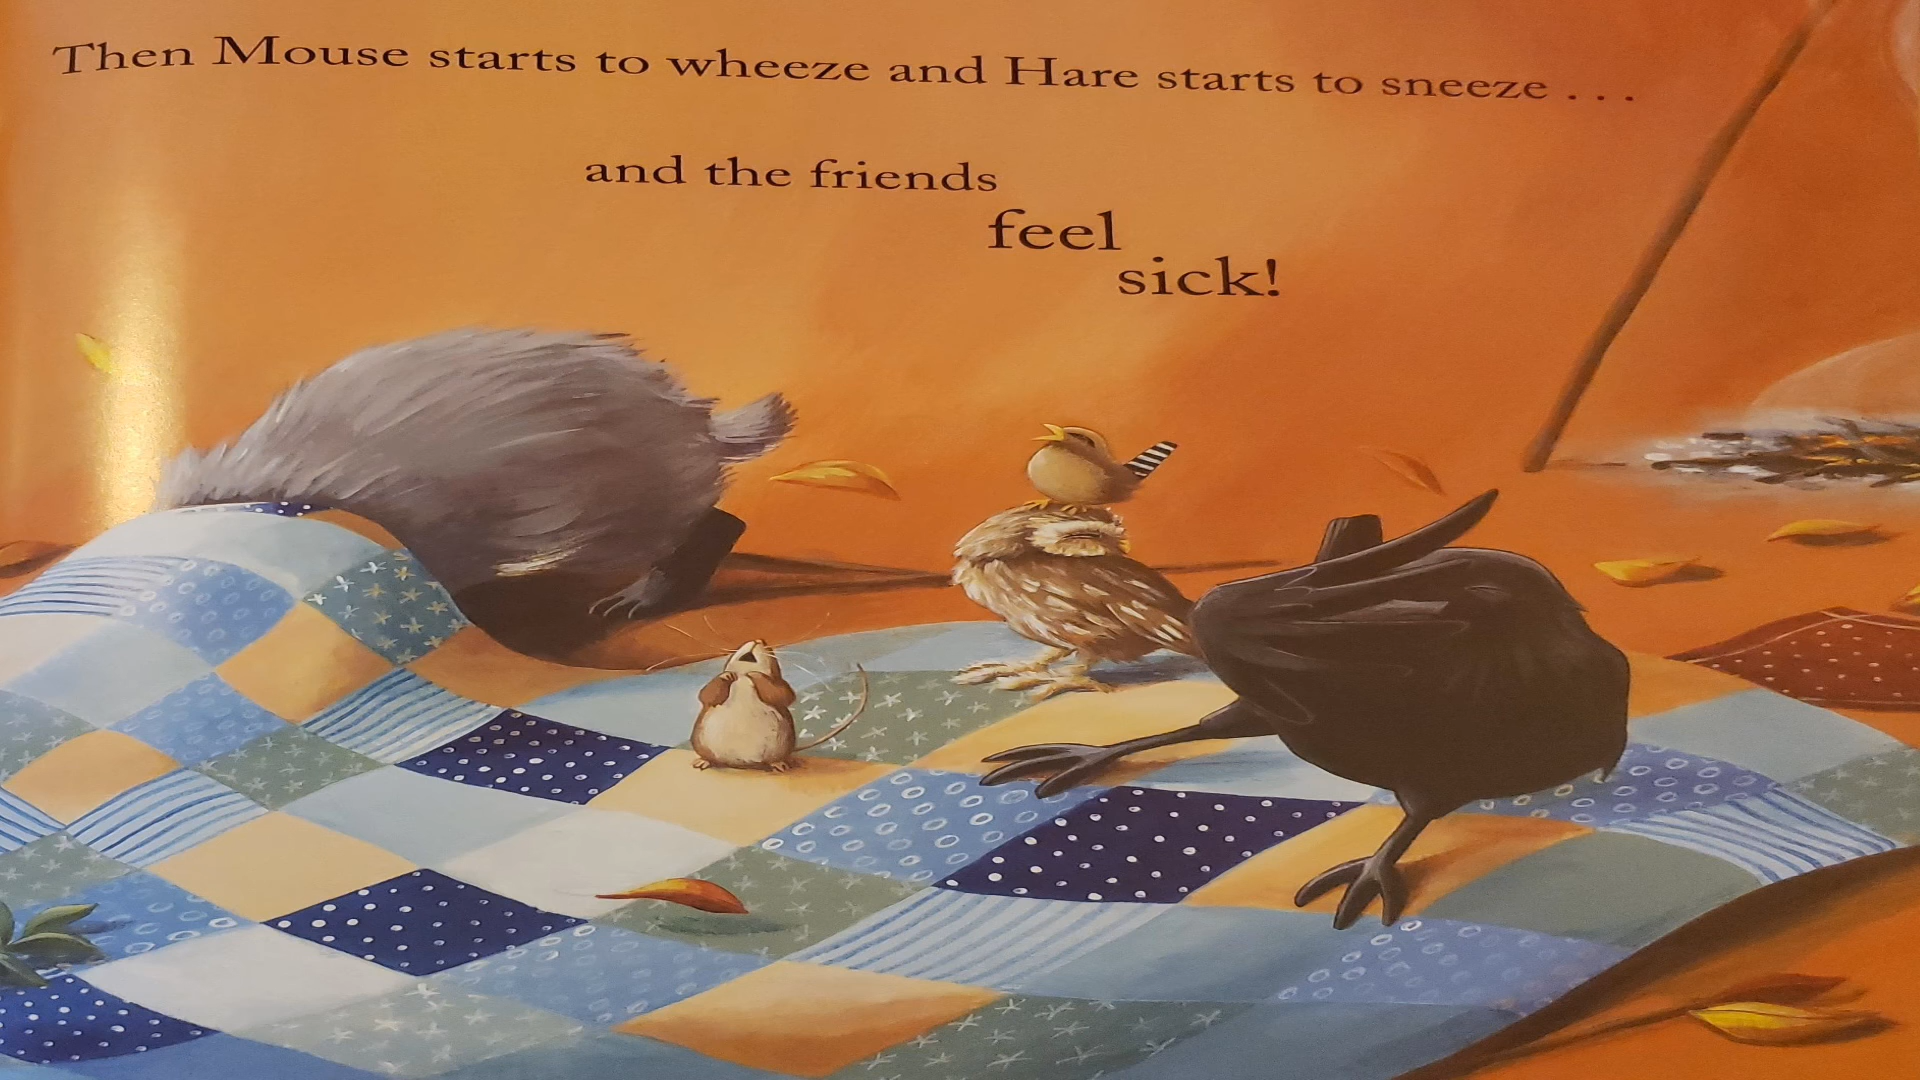 Then Mouse starts to wheeze and Hare starts to sneeze . . .
and the friends
feel
sick!